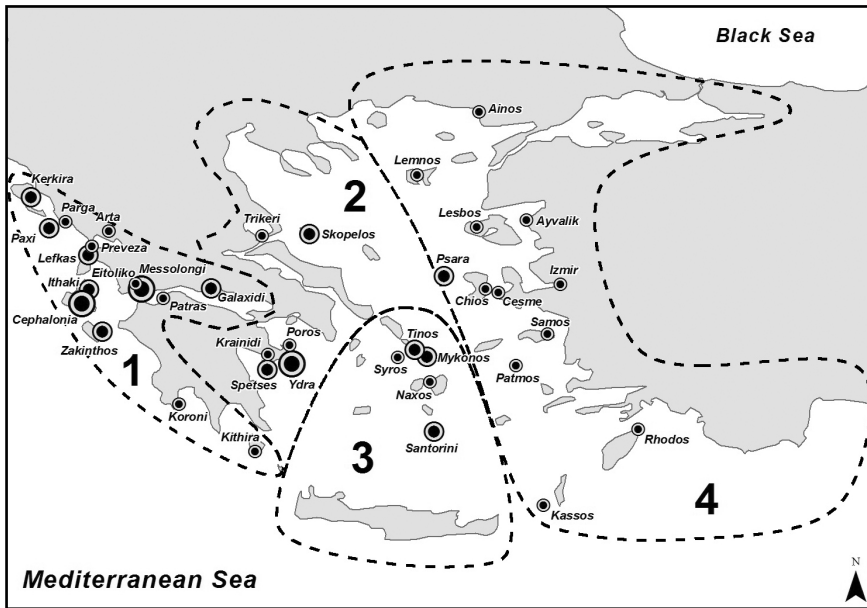 Black Sea
Ainos
Lemnos
2
Kerkira
Parga
Arta
Paxi
Trikeri
Skopelos
Lesbos
Ayvalik
Preveza
Lefkas
Psara
Ithaki
Eitoliko
Messolongi
Izmir
Galaxidi
Chios
Cesme
Patras
Cephalonia
Samos
Zakinthos
Poros
Tinos
Krainidi
Mykonos
Syros
Patmos
1
Spetses
Ydra
Naxos
Koroni
Rhodos
Kithira
Santorini
3
4
Kassos
Mediterranean Sea
N